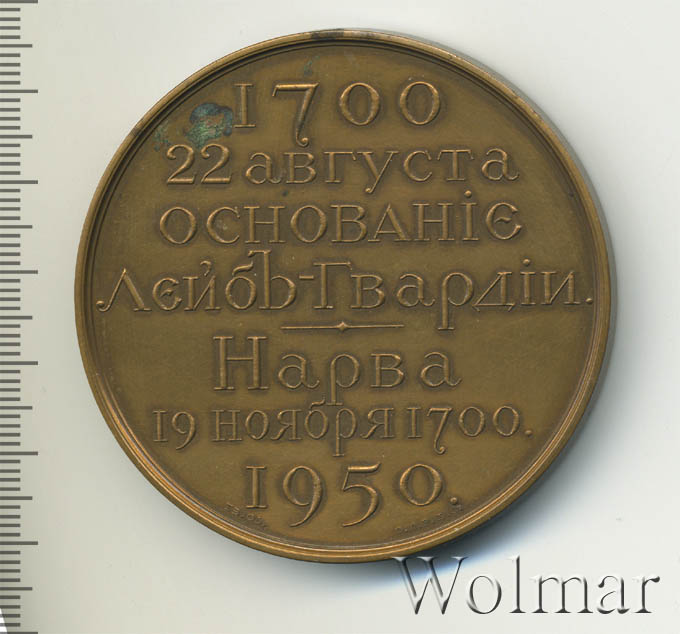 1700
22 августа
основаніе
Лейбъ-Гвардіи.
Нарва
19 ноября 1700.
1950.
Wolmar